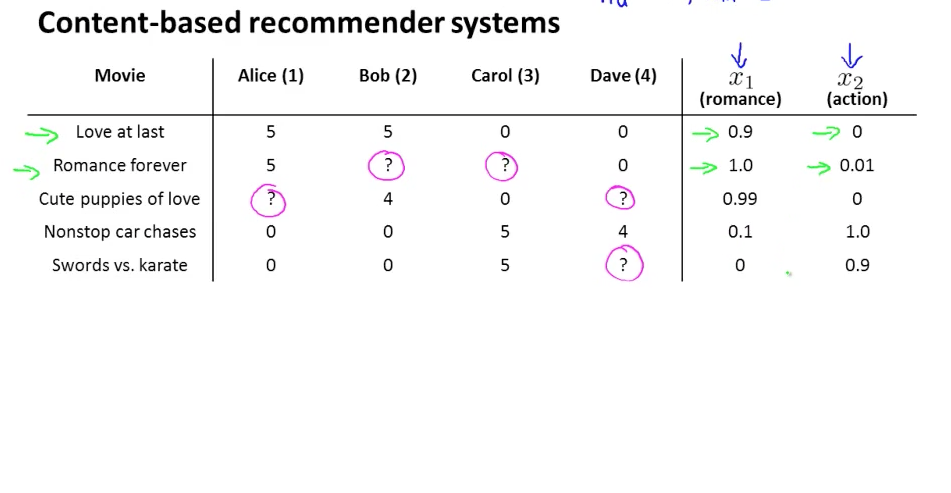 Content-based recommender systems
Movie Alice (1) Bob (2) Carol (3) Dave (4) x₁ (romance) x₂ (action)
Love at last 5 5 0 0 0.9 0
Romance forever 5 ? ? 0 1.0 0.01
Cute puppies of love ? 4 0 ? 0.99 0
Nonstop car chases 0 0 5 4 0.1 1.0
Swords vs. karate 0 0 5 ? 0 0.9